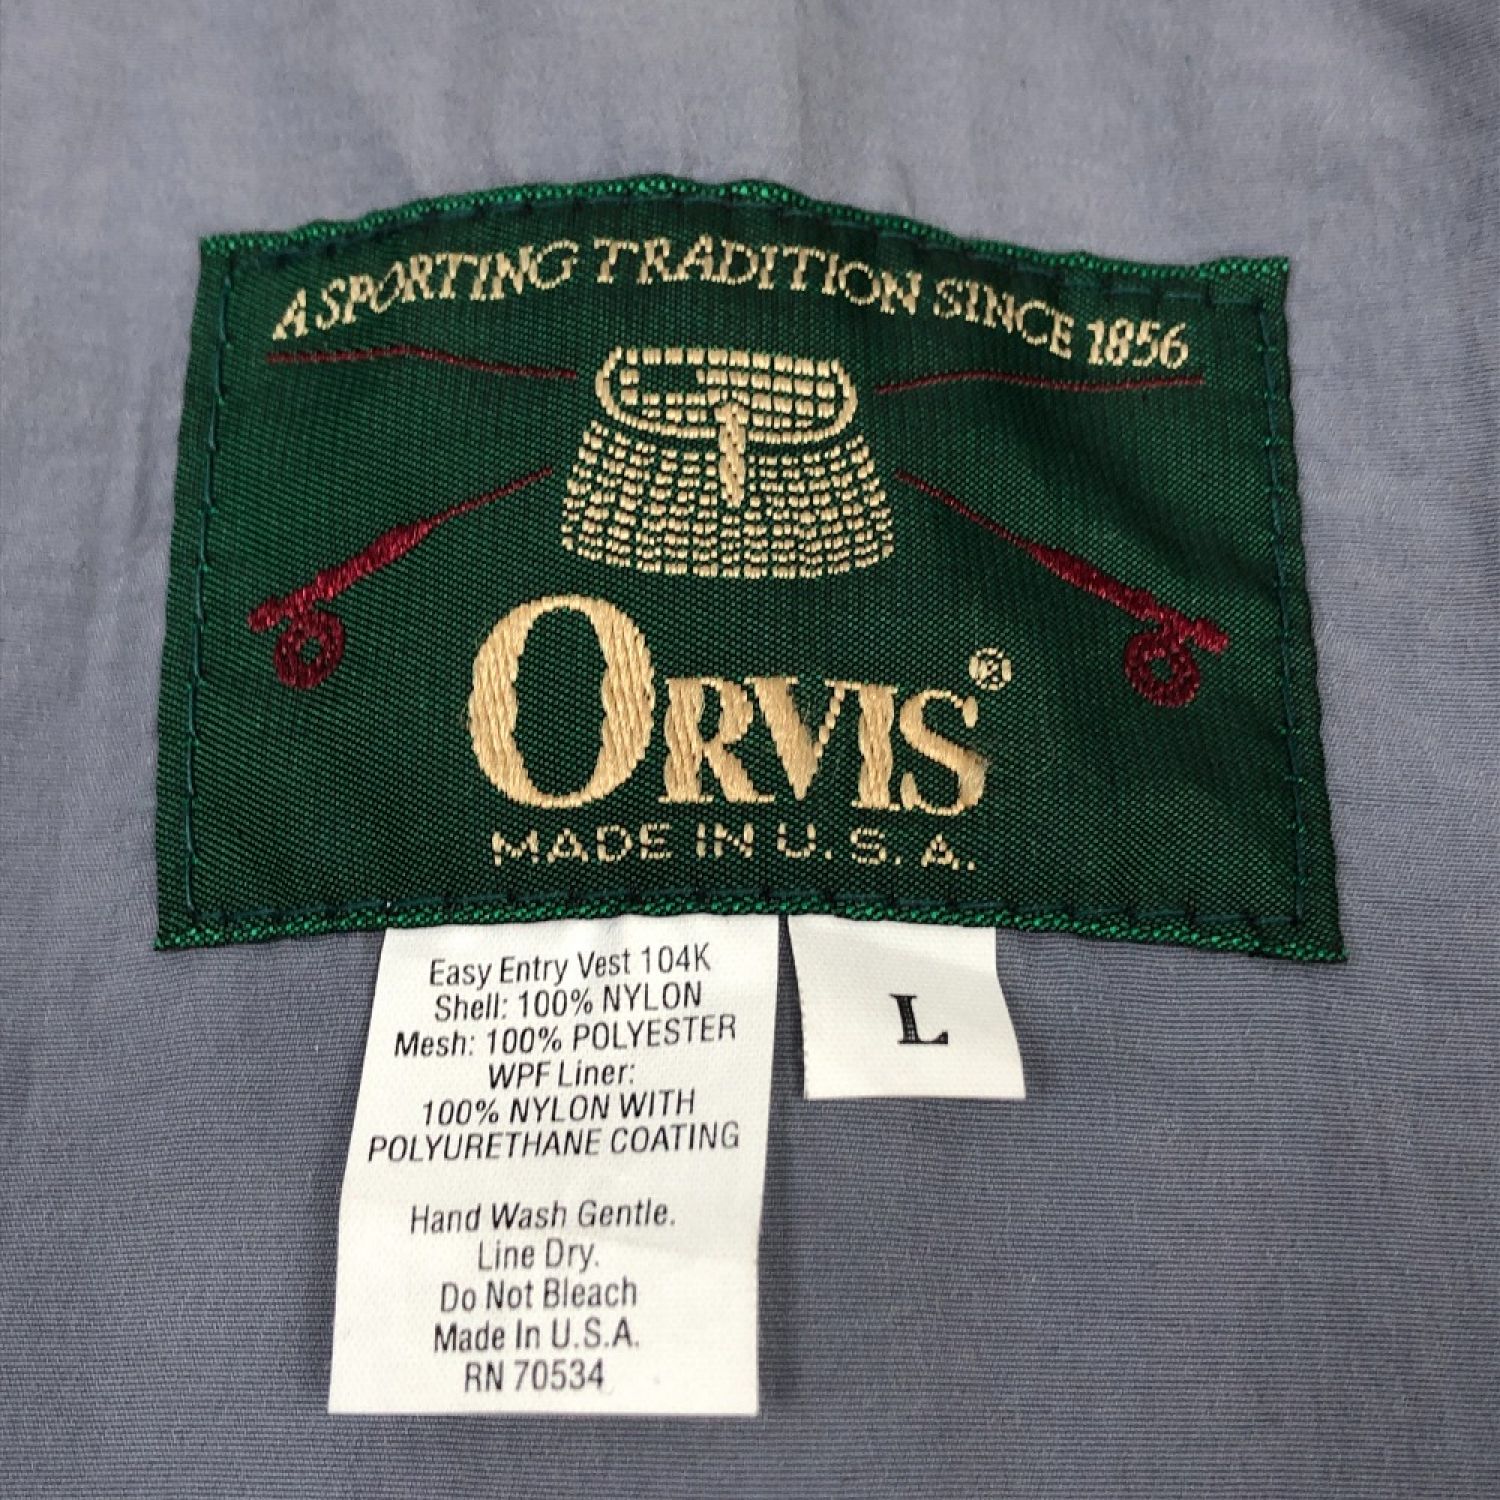 A SPORTING TRADITION SINCE 1856
ORVIS®
MADE IN U.S.A.
Easy Entry Vest 104K
Shell: 100% NYLON
Mesh: 100% POLYESTER
WPF Liner:
100% NYLON WITH
POLYURETHANE COATING
Hand Wash Gentle.
Line Dry.
Do Not Bleach
Made In U.S.A.
RN 70534
L